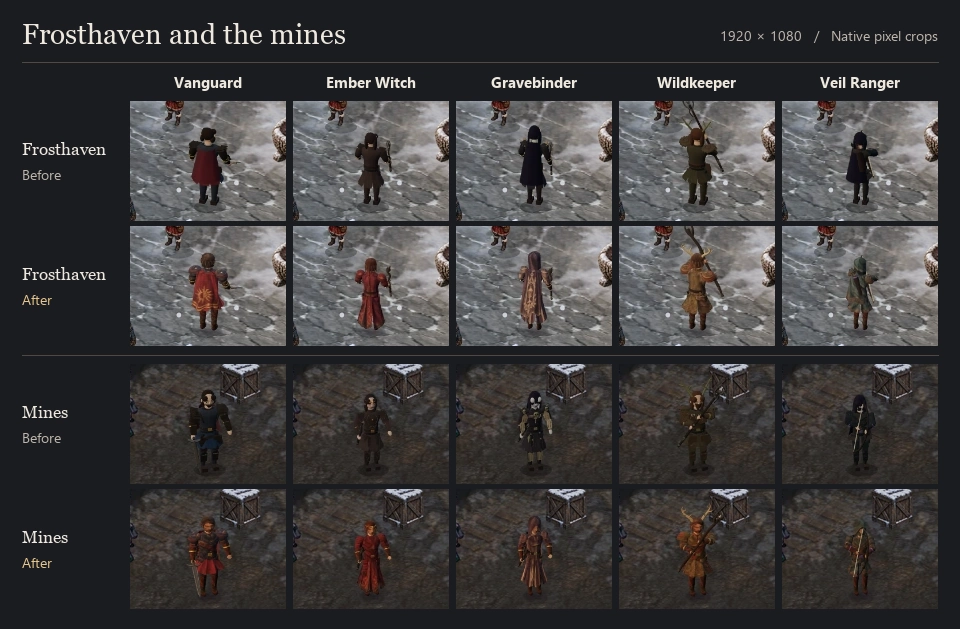 Frosthaven and the mines
1920 × 1080 / Native pixel crops
Vanguard Ember Witch Gravebinder Wildkeeper Veil Ranger
Frosthaven
Before
Frosthaven
After
Mines
Before
Mines
After